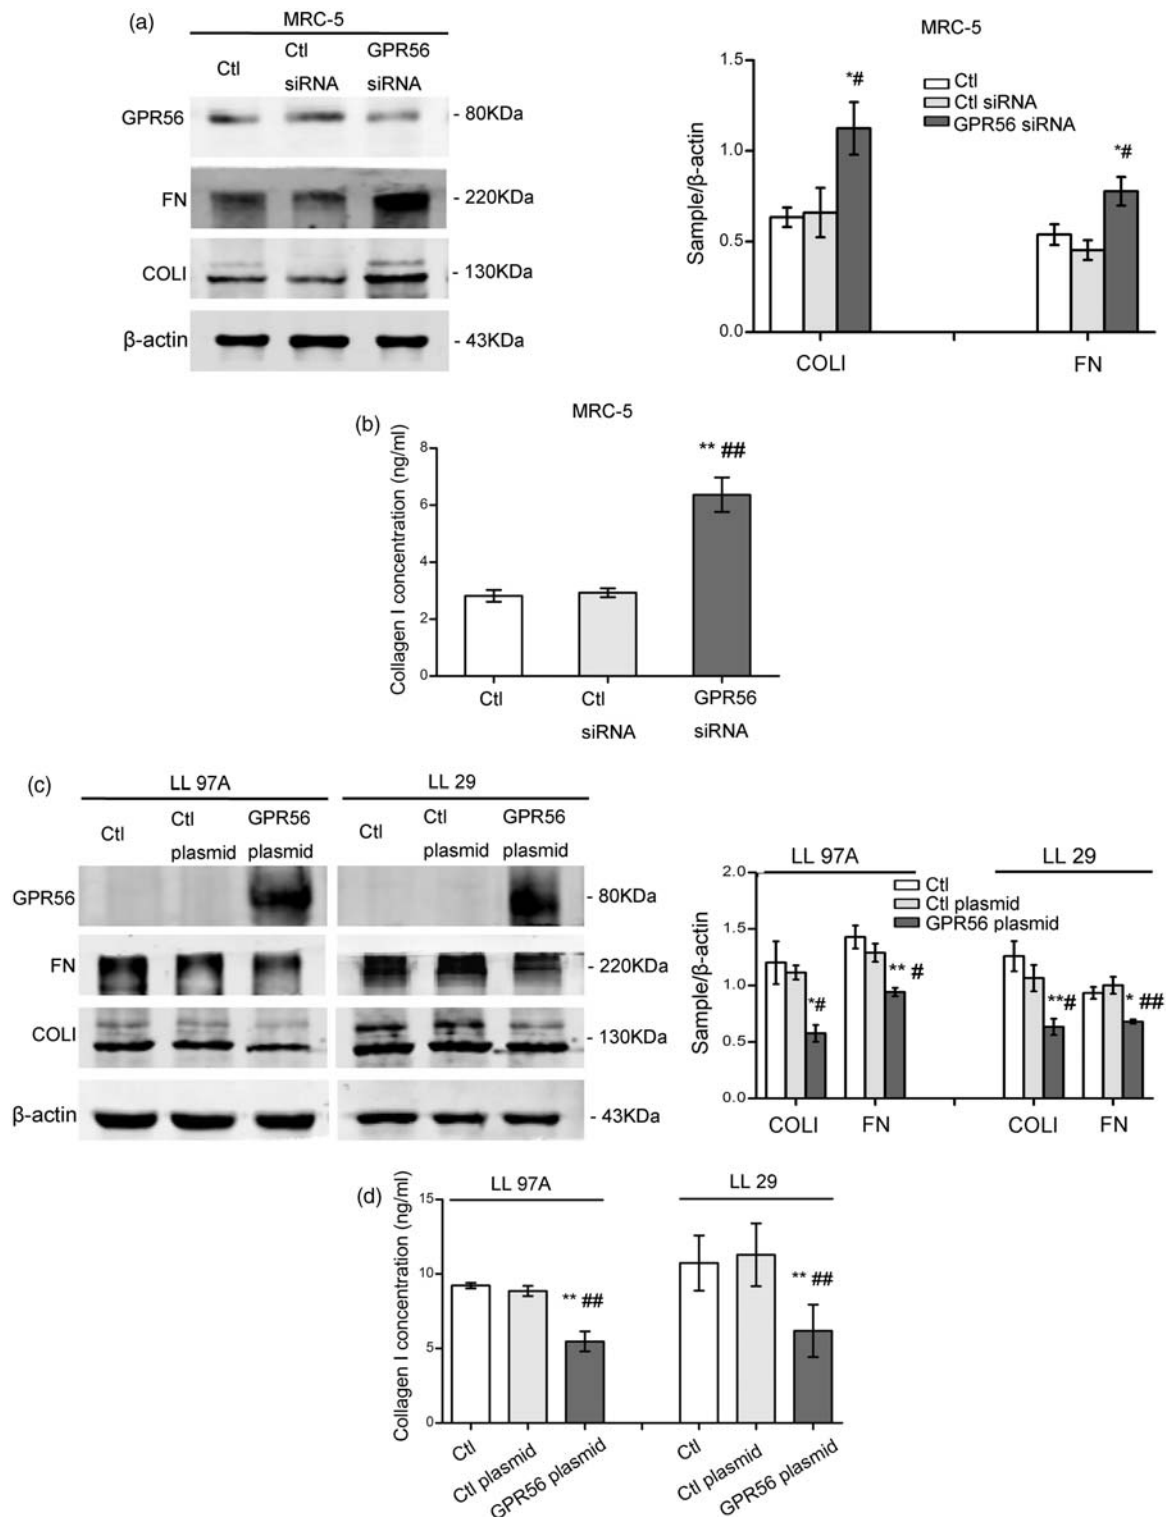 (a)
MRC-5
Ctl
Ctl
siRNA
GPR56
siRNA
GPR56
- 80KDa
FN
- 220KDa
COLI
- 130KDa
β-actin
- 43KDa
MRC-5
Ctl
Ctl siRNA
GPR56 siRNA
Sample/β-actin
1.5
1.0
0.5
0.0
*#
*#
COLI
FN
(b)
MRC-5
Collagen I concentration (ng/ml)
8
6
4
2
0
** ##
Ctl
Ctl
siRNA
GPR56
siRNA
(c)
LL 97A
LL 29
Ctl
Ctl
plasmid
GPR56
plasmid
Ctl
Ctl
plasmid
GPR56
plasmid
GPR56
- 80KDa
FN
- 220KDa
COLI
- 130KDa
β-actin
- 43KDa
LL 97A
LL 29
Ctl
Ctl plasmid
GPR56 plasmid
Sample/β-actin
2.0
1.5
1.0
0.5
0.0
*#
** #
**#
* ##
COLI
FN
COLI
FN
(d)
LL 97A
LL 29
Collagen I concentration (ng/ml)
15
10
5
0
** ##
** ##
Ctl
Ctl plasmid
GPR56 plasmid
Ctl
Ctl plasmid
GPR56 plasmid